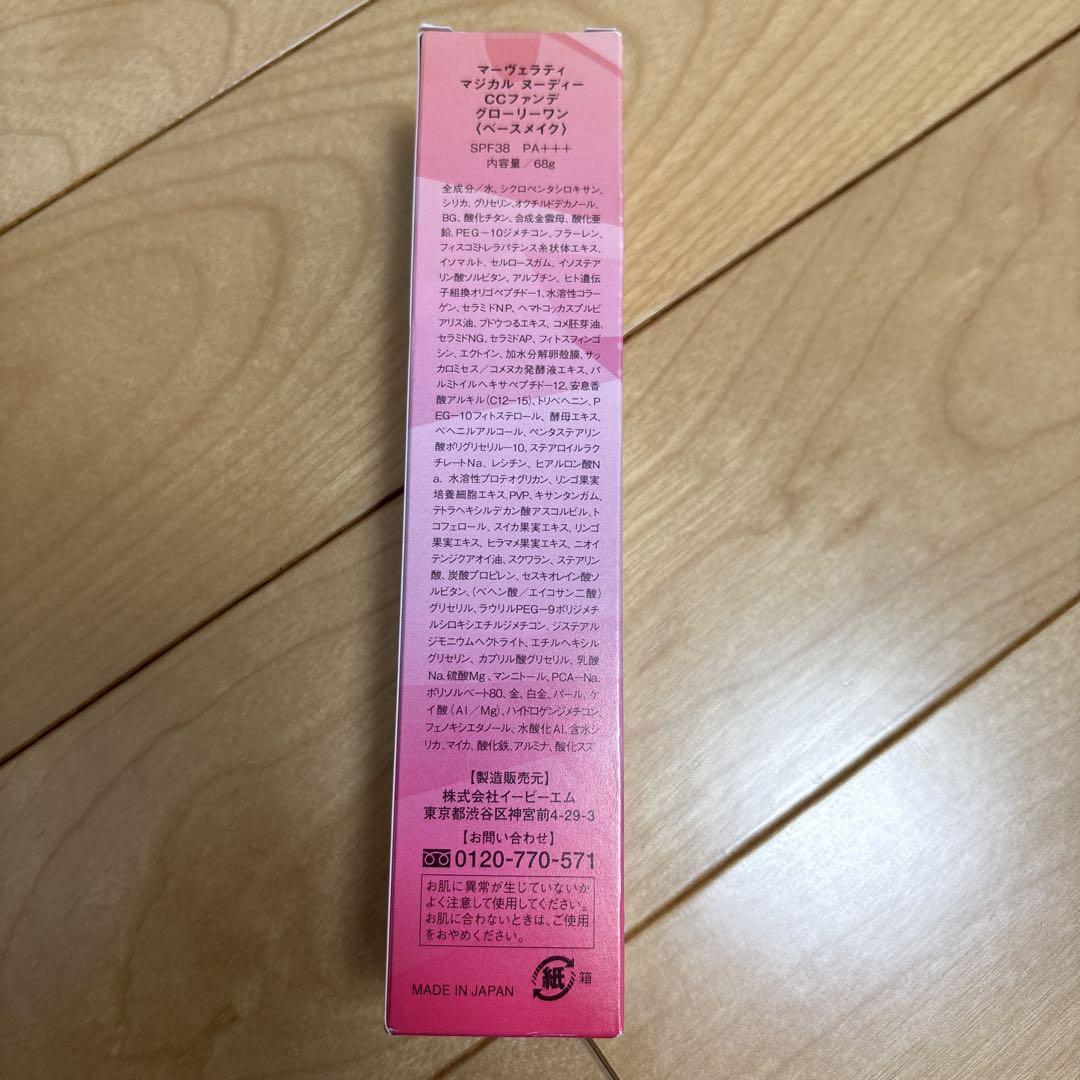 マーヴェラティ
マジカル ヌーディー
CCファンデ
グローリーワン
〈ベースメイク〉
SPF38 PA+++
内容量／68g
全成分／水、シクロペンタシロキサン、
シリカ、グリセリン、オクチルドデカノール、
BG、酸化チタン、合成金雲母、酸化亜
鉛、PEG－10ジメチコン、フラーレン、
フィスコミトレラパテンス糸状体エキス、
イソマルト、セルロースガム、イソステア
リン酸ソルビタン、アルブチン、ヒト遺伝
子組換オリゴペプチド－1、水溶性コラー
ゲン、セラミドNP、ヘマトコッカスプルビ
アリス油、ブドウつるエキス、コメ胚芽油、
セラミドNG、セラミドAP、フィトスフィンゴ
シン、エクトイン、加水分解卵殻膜、サッ
カロミセス／コメヌカ発酵液エキス、パ
ルミトイルヘキサペプチド－12、安息香
酸アルキル（C12－15）、トリベヘニン、P
EG－10フィトステロール、酵母エキス、
ベヘニルアルコール、ペンタステアリン
酸ポリグリセリル－10、ステアロイルラク
チレートNa、レシチン、ヒアルロン酸N
a、水溶性プロテオグリカン、リンゴ果実
培養細胞エキス、PVP、キサンタンガム、
テトラヘキシルデカン酸アスコルビル、ト
コフェロール、スイカ果実エキス、リンゴ
果実エキス、ヒラマメ果実エキス、ニオイ
テンジクアオイ油、スクワラン、ステアリン
酸、炭酸プロピレン、セスキオレイン酸ソ
ルビタン、（ベヘン酸／エイコサン二酸）
グリセリル、ラウリルPEG－9ポリジメチ
ルシロキシエチルジメチコン、ジステアル
ジモニウムヘクトライト、エチルヘキシル
グリセリン、カプリル酸グリセリル、乳酸
Na、硫酸Mg、マンニトール、PCA－Na、
ポリソルベート80、金、白金、パール、ケ
イ酸（Al／Mg）、ハイドロゲンジメチコン、
フェノキシエタノール、水酸化Al、含水シ
リカ、マイカ、酸化鉄、アルミナ、酸化スズ
【製造販売元】
株式会社イービーエム
東京都渋谷区神宮前4-29-3
【お問い合わせ】
0120-770-571
お肌に異常が生じていないか
よく注意して使用してください。
お肌に合わないときは、ご使用
をおやめください。
MADE IN JAPAN
紙 箱